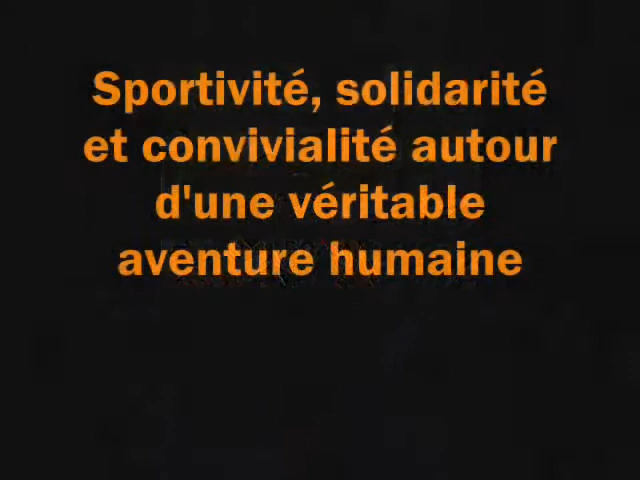 Sportivité, solidarité
et convivialité autour
d'une véritable
aventure humaine